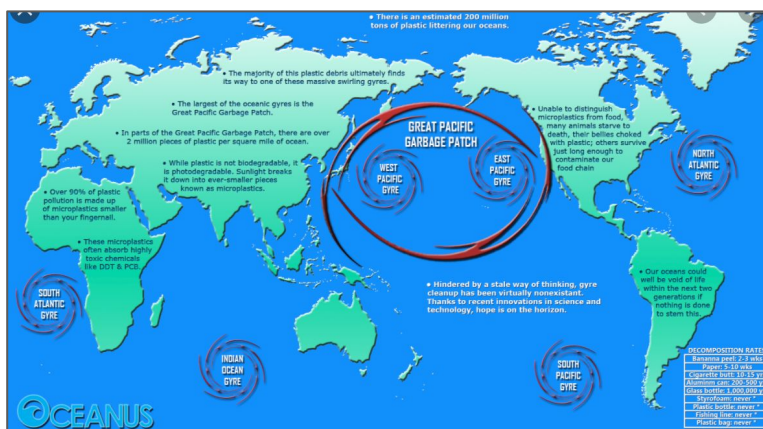 • There is an estimated 200 million
tons of plastic littering our oceans.
• The majority of this plastic debris ultimately finds
its way to one of these massive swirling gyres.
• The largest of the oceanic gyres is the
Great Pacific Garbage Patch.
• In parts of the Great Pacific Garbage Patch, there are over
2 million pieces of plastic per square mile of ocean.
• While plastic is not biodegradable, it
is photodegradable. Sunlight breaks
it down into ever-smaller pieces
known as microplastics.
• Over 90% of plastic
pollution is made up
of microplastics smaller
than your fingernail.
• These microplastics
often absorb highly
toxic chemicals
like DDT & PCB.
GREAT PACIFIC
GARBAGE PATCH
WEST
PACIFIC
GYRE
EAST
PACIFIC
GYRE
• Unable to distinguish
microplastics from food,
many animals starve to
death, their bellies choked
with plastic; others survive
just long enough to
contaminate our
food chain
NORTH
ATLANTIC
GYRE
SOUTH
ATLANTIC
GYRE
INDIAN
OCEAN
GYRE
• Hindered by a stale way of thinking, gyre
cleanup has been virtually nonexistant.
Thanks to recent innovations in science and
technology, hope is on the horizon.
SOUTH
PACIFIC
GYRE
• Our oceans could
well be void of life
within the next two
generations if
nothing is done
to stem this.
DECOMPOSITION RATES
Bananna peel: 2-3 wks
Paper: 5-10 wks
Cigarette butt: 10-15 yr
Aluminm can: 200-500 y
Glass bottle: 1,000,000 y
Styrofoam: never *
Plastic bottle: never *
Fishing line: never *
Plastic bag: never *
OCEANUS